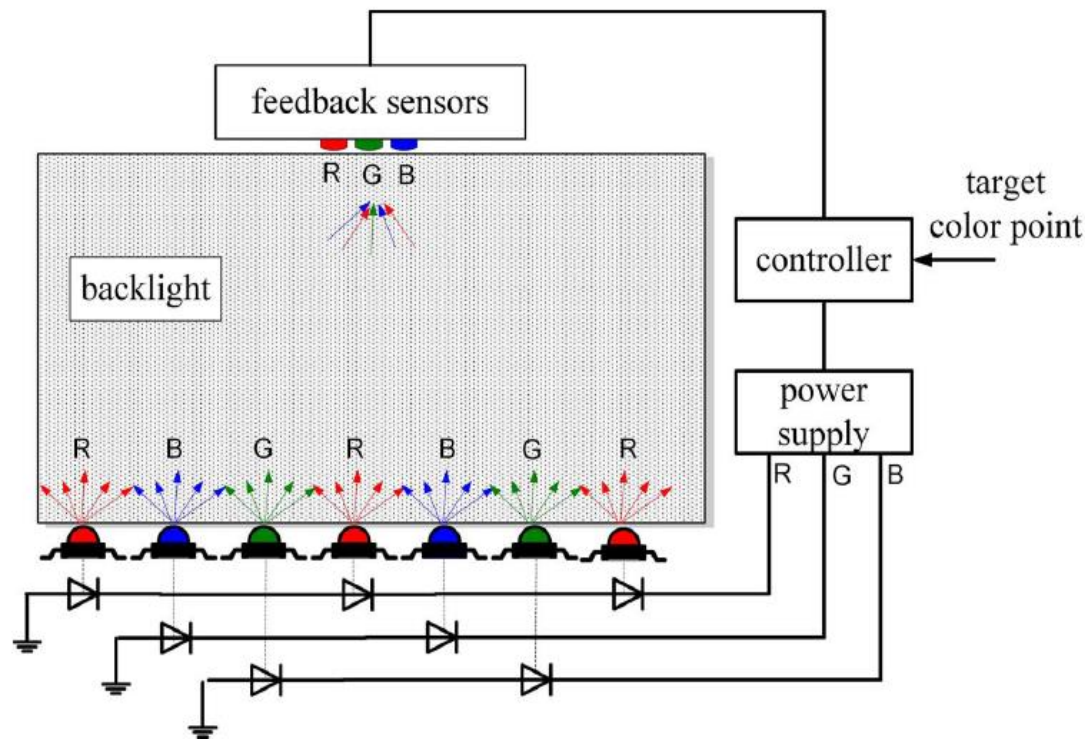 feedback sensors
R G B
target
color point
controller
backlight
power
supply
R G B
R B G R B G R